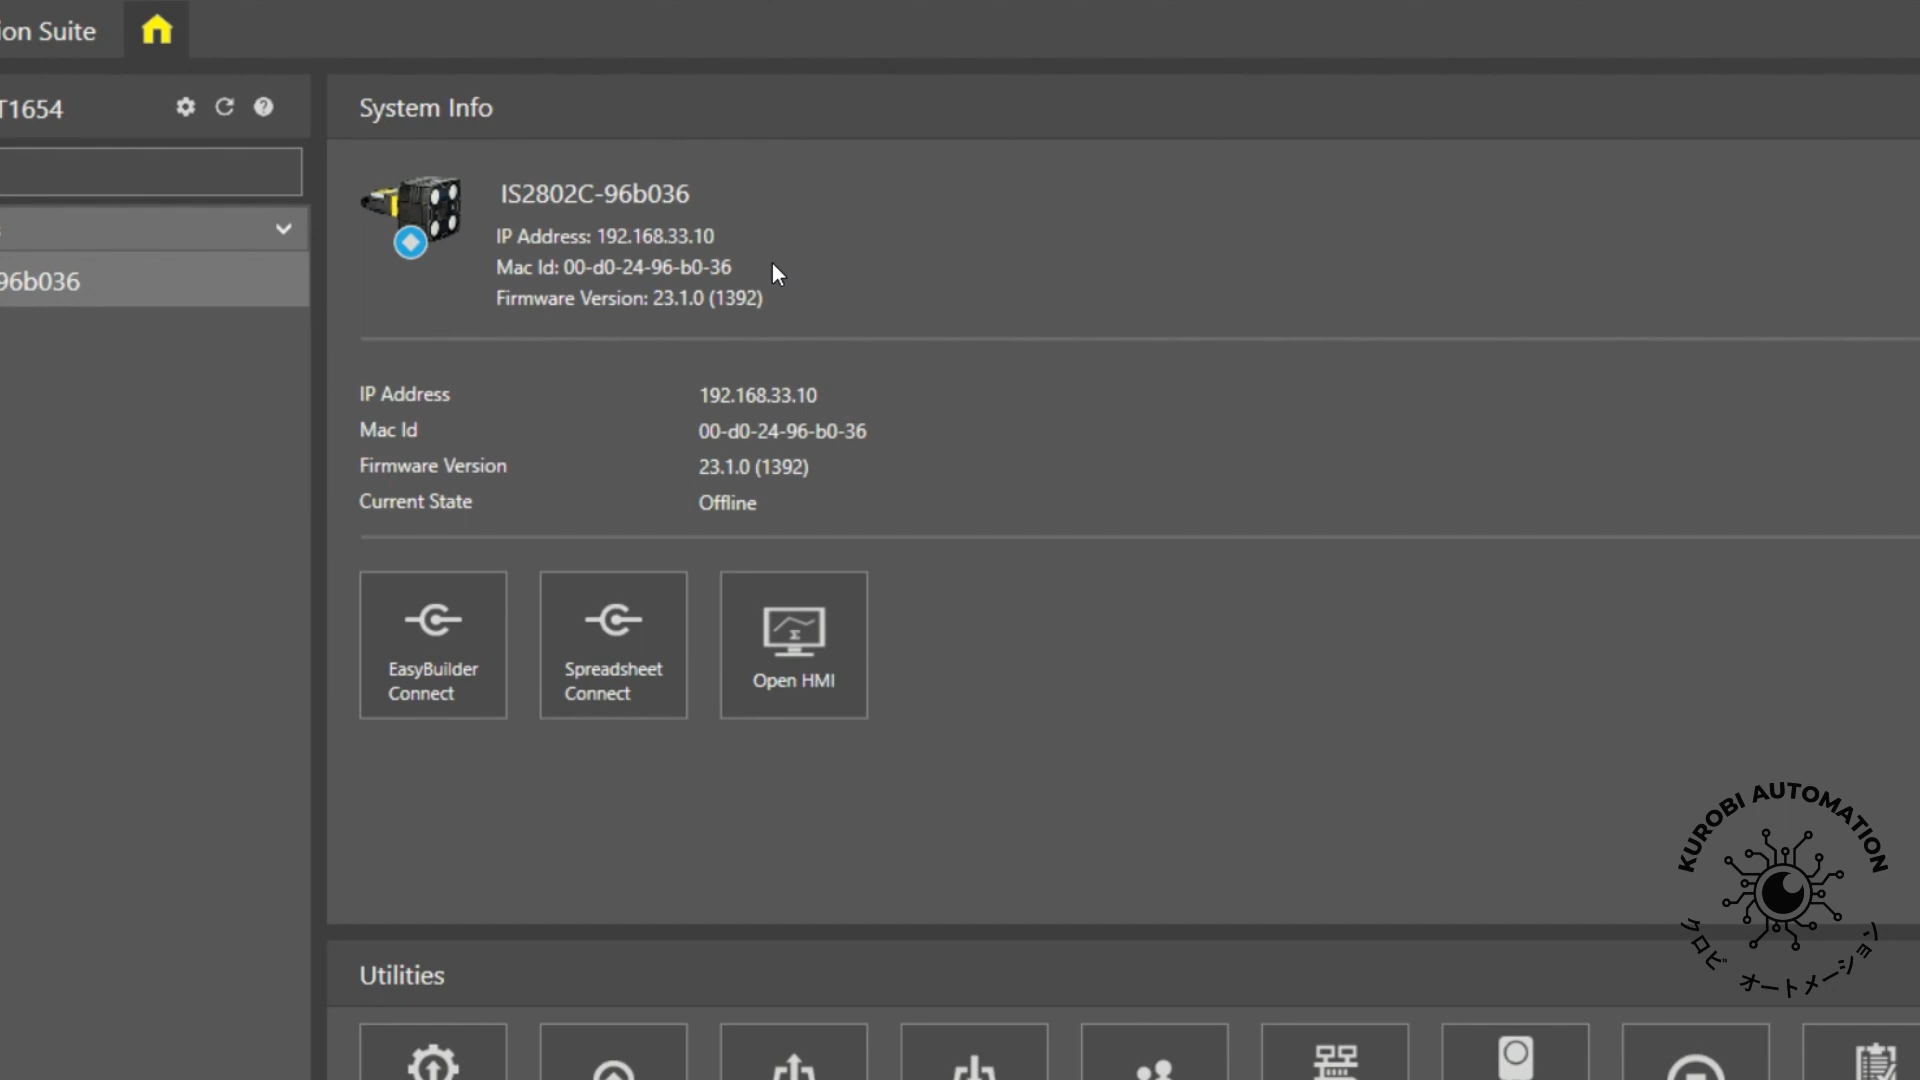 ion Suite
T1654
System Info
IS2802C-96b036
IP Address: 192.168.33.10
Mac Id: 00-d0-24-96-b0-36
Firmware Version: 23.1.0 (1392)
96b036
IP Address 192.168.33.10
Mac Id 00-d0-24-96-b0-36
Firmware Version 23.1.0 (1392)
Current State Offline
EasyBuilder
Connect
Spreadsheet
Connect
Open HMI
Utilities
KUROBI AUTOMATION
クロビ オートメーション